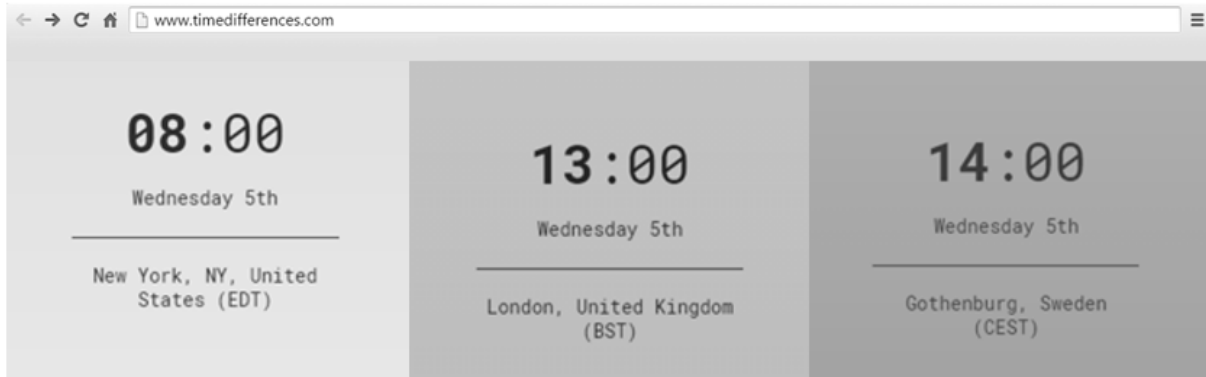 www.timedifferences.com
08:00
Wednesday 5th
New York, NY, United
States (EDT)
13:00
Wednesday 5th
London, United Kingdom
(BST)
14:00
Wednesday 5th
Gothenburg, Sweden
(CEST)